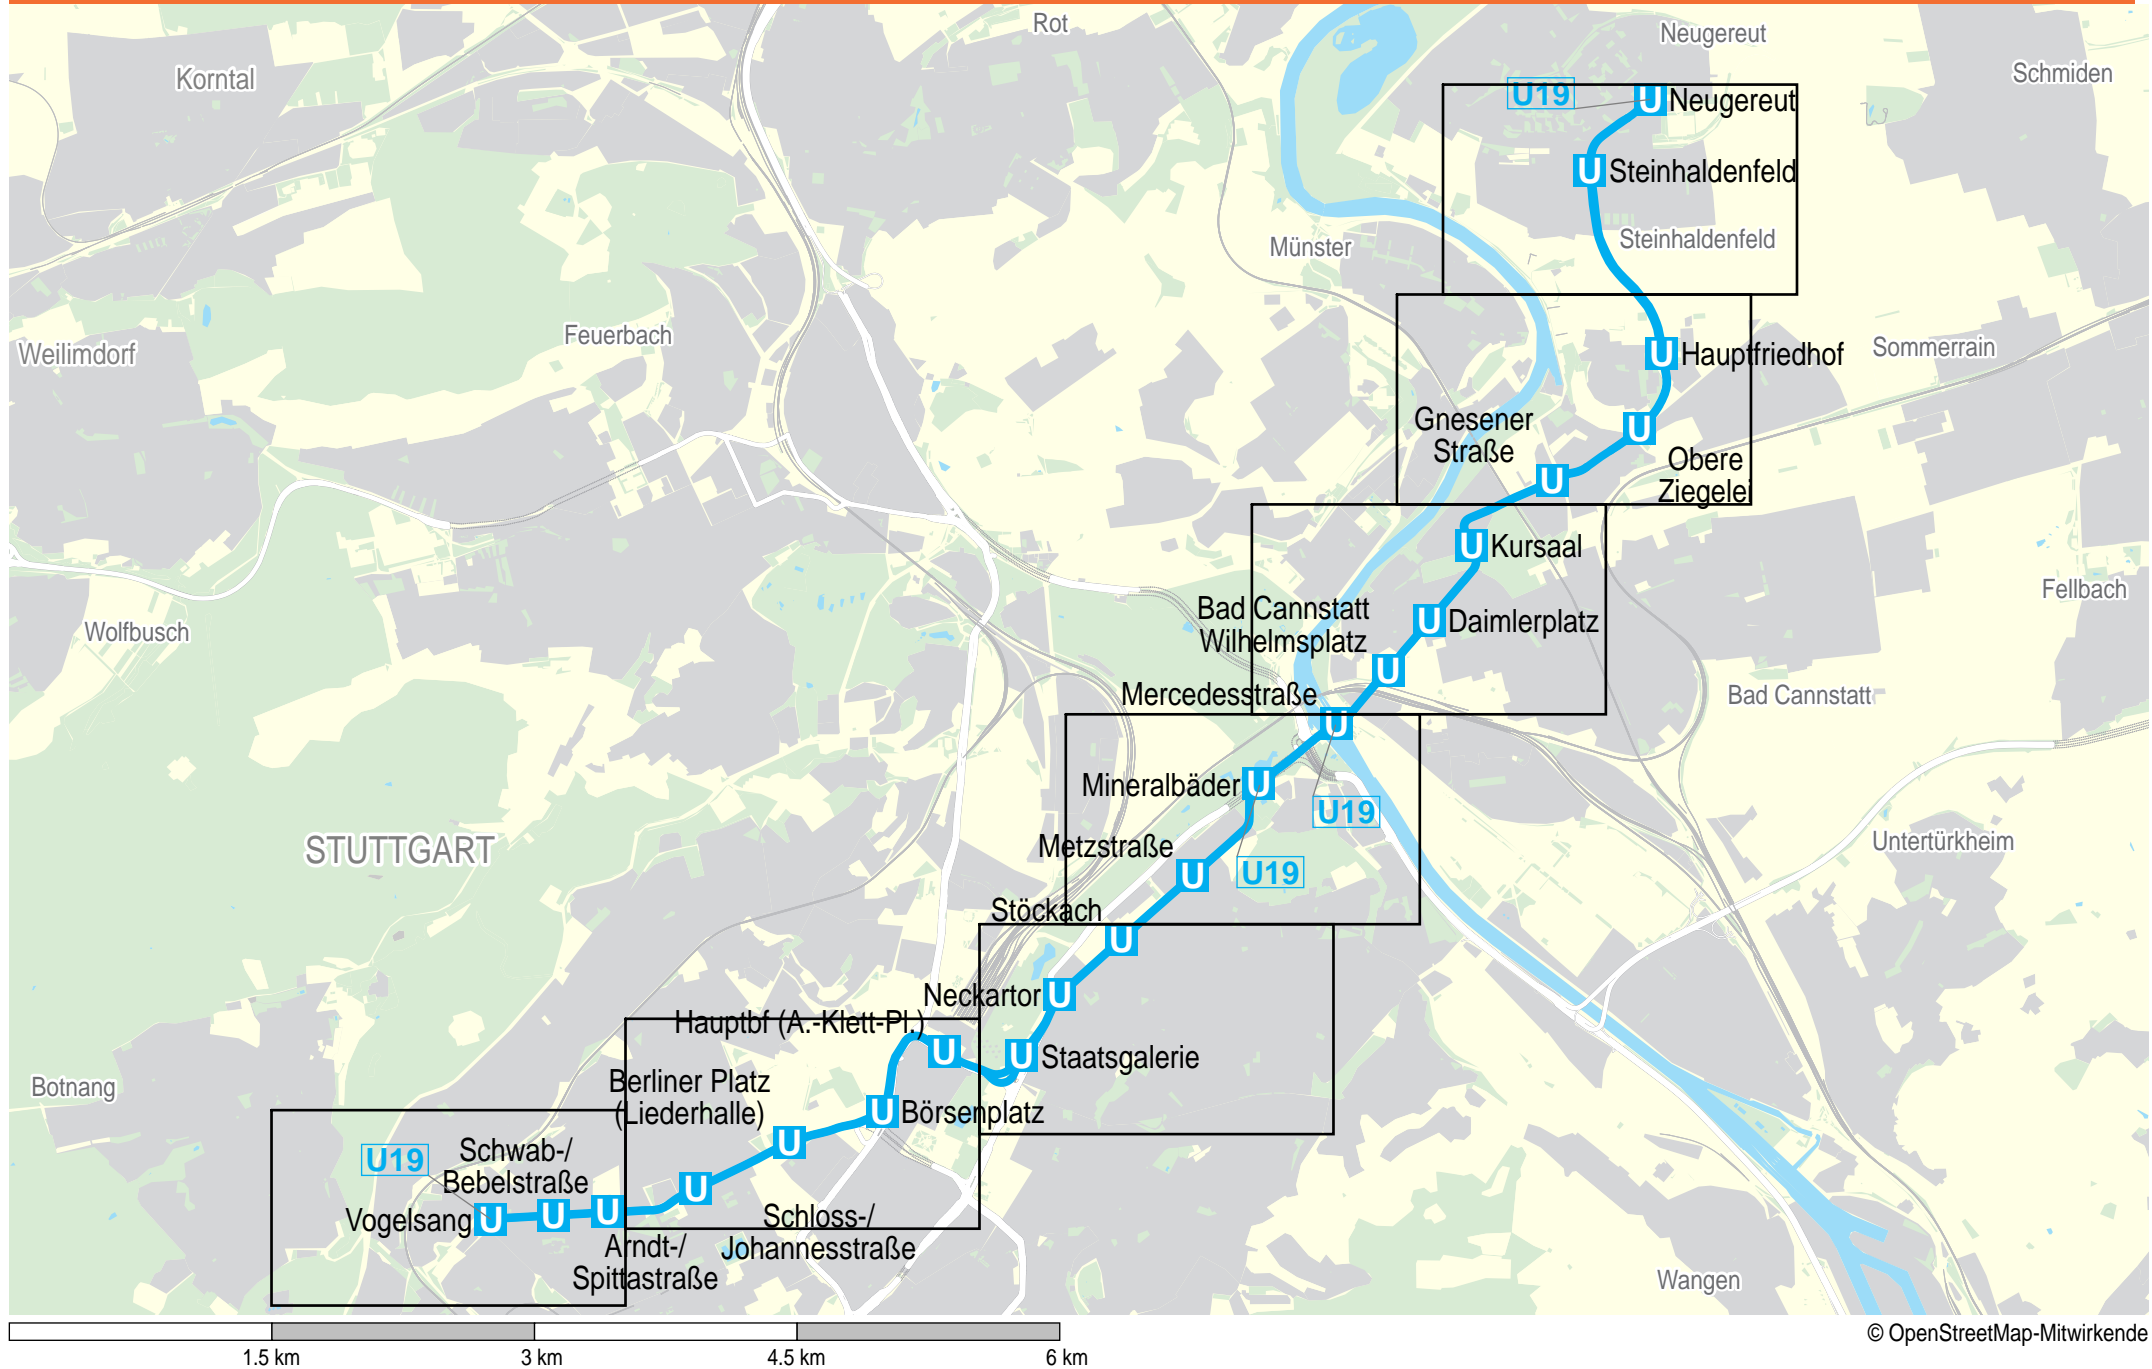 Rot
Neugereut
Korntal
Schmiden
U19
U Neugereut
U Steinhaldenfeld
Steinhaldenfeld
Münster
Feuerbach
Weilimdorf
U Hauptfriedhof
Sommerrain
Gnesener
Straße
U
U
Obere
Ziegelei
U Kursaal
Fellbach
Bad Cannstatt
Wilhelmsplatz
U Daimlerplatz
Wolfbusch
U
Mercedesstraße
Bad Cannstatt
U
Mineralbäder U
U19
STUTTGART
Metzstraße
U19
Untertürkheim
U
Stöckach
U
Neckartor U
Hauptbf (A.-Klett-Pl.)
U
U Staatsgalerie
Botnang
Berliner Platz
(Liederhalle)
U Börsenplatz
U
U19
Schwab-/
Bebelstraße
U
Vogelsang U U U
Schloss-/
Johannesstraße
Arndt-/
Spittastraße
Wangen
© OpenStreetMap-Mitwirkende
1.5 km 3 km 4.5 km 6 km